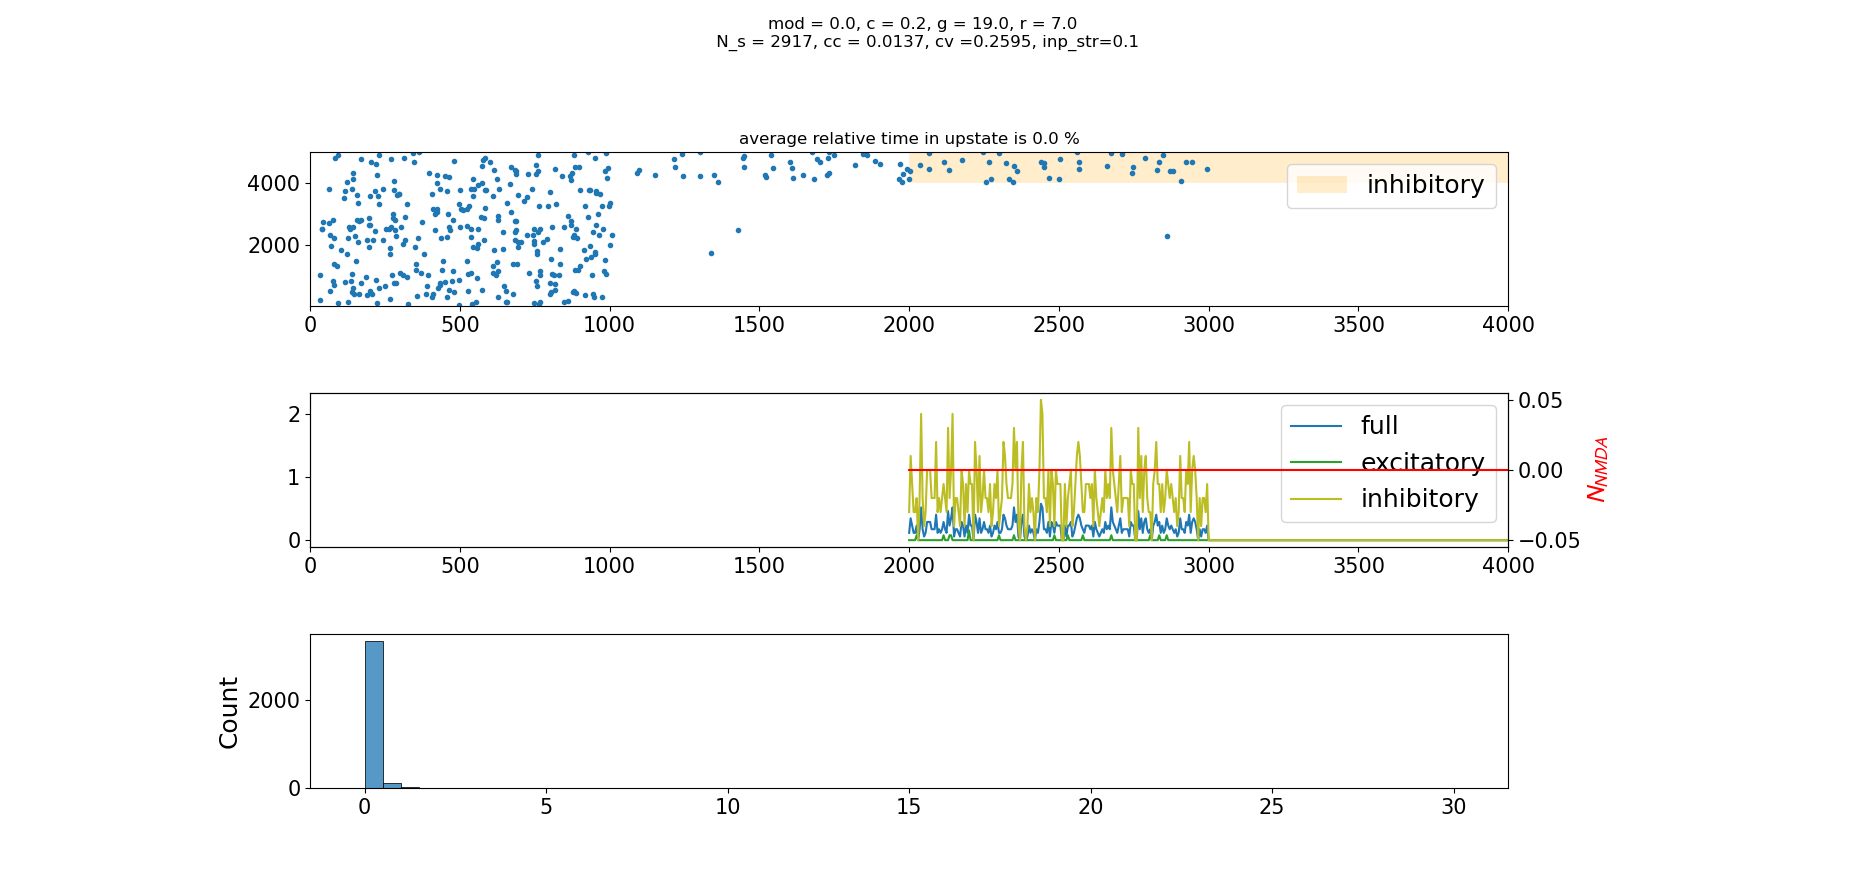 mod = 0.0, c = 0.2, g = 19.0, r = 7.0
N_s = 2917, cc = 0.0137, cv =0.2595, inp_str=0.1
average relative time in upstate is 0.0 %
4000
2000
inhibitory
0 500 1000 1500 2000 2500 3000 3500 4000
2
1
0
full
excitatory
inhibitory
0.05
0.00
−0.05
N_NMDA
0 500 1000 1500 2000 2500 3000 3500 4000
Count
2000
0
0 5 10 15 20 25 30